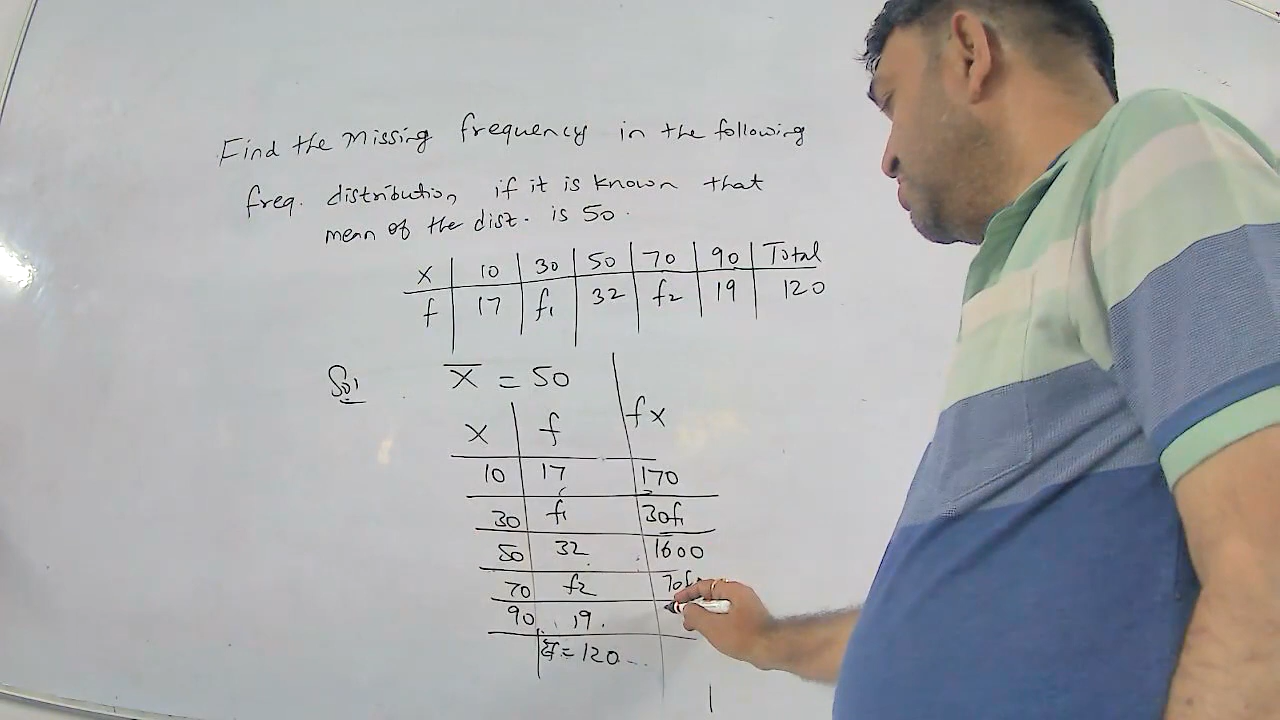 Find the Missing frequency in the following
freq. distribution, if it is known that
mean of the dist. is 50.
X 10 30 50 70 90 Total
f 17 f1 32 f2 19 120
Sol X̄ = 50
X f fx
10 17 170
30 f1 30f1
50 32 1600
70 f2 70f
90 19
= 120